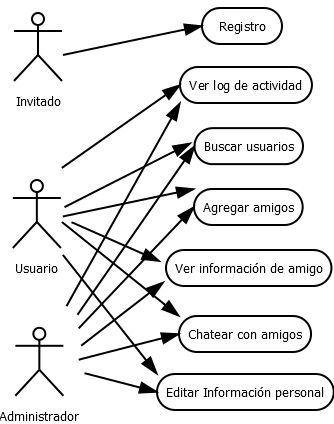 Registro
Invitado
Ver log de actividad
Buscar usuarios
Agregar amigos
Usuario
Ver información de amigo
Chatear con amigos
Editar Información personal
Administrador